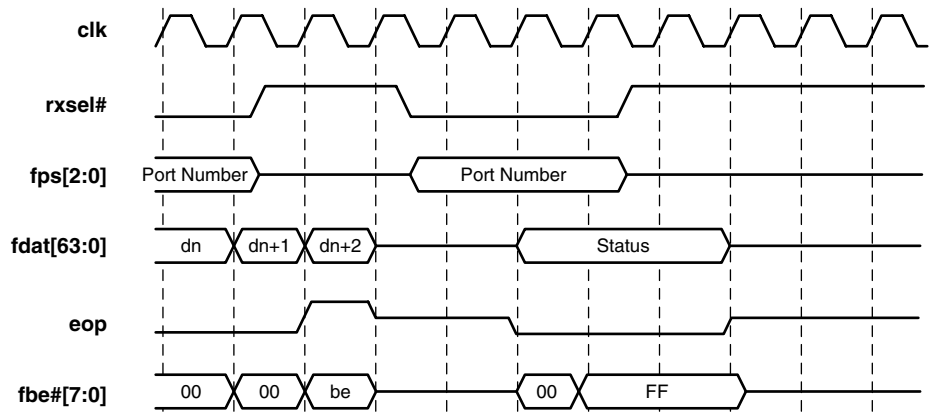 clk
rxsel#
fps[2:0] Port Number Port Number
fdat[63:0] dn dn+1 dn+2 Status
eop
fbe#[7:0] 00 00 be 00 FF